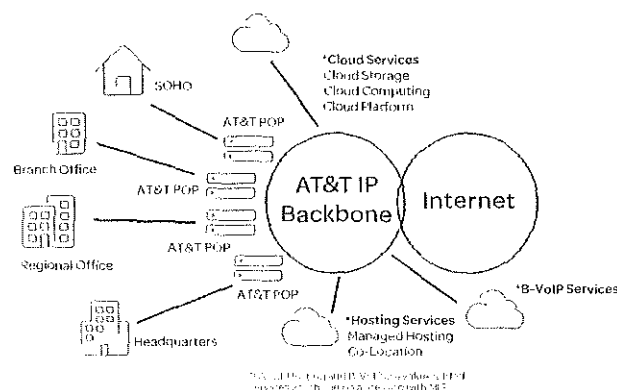 *Cloud Services
Cloud Storage
Cloud Computing
Cloud Platform
SOHO
AT&T POP
Branch Office
AT&T POP
AT&T IP
Backbone
Internet
AT&T POP
Regional Office
AT&T POP
*B-VoIP Services
*Hosting Services
Managed Hosting
Co-Location
Headquarters